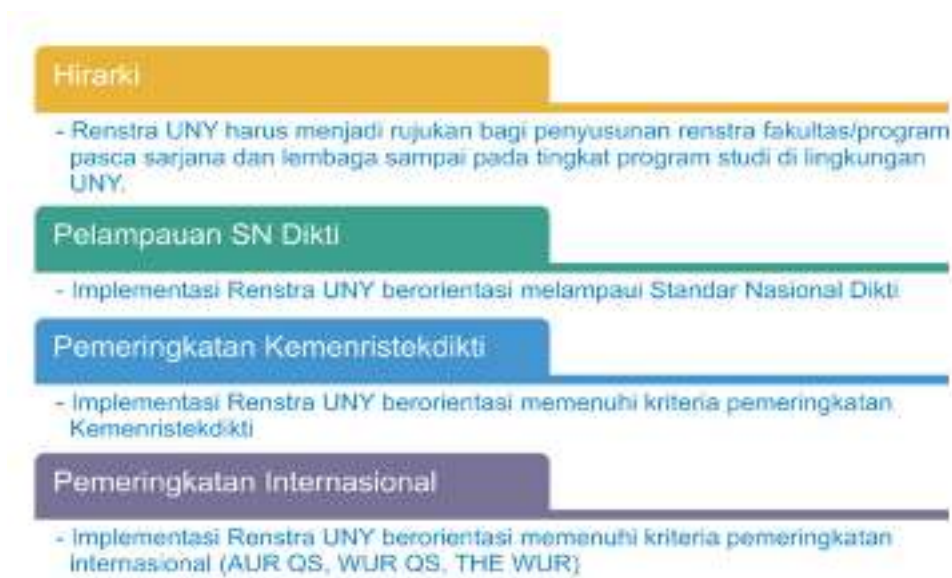 Hirarki
- Renstra UNY harus menjadi rujukan bagi penyusunan renstra fakultas/program
pasca sarjana dan lembaga sampai pada tingkat program studi di lingkungan
UNY.
Pelampauan SN Dikti
- Implementasi Renstra UNY berorientasi melampaui Standar Nasional Dikti
Pemeringkatan Kemenristekdikti
- Implementasi Renstra UNY berorientasi memenuhi kriteria pemeringkatan
Kemenristekdikti
Pemeringkatan Internasional
- Implementasi Renstra UNY berorientasi memenuhi kriteria pemeringkatan
Internasional (AUR QS, WUR QS, THE WUR)